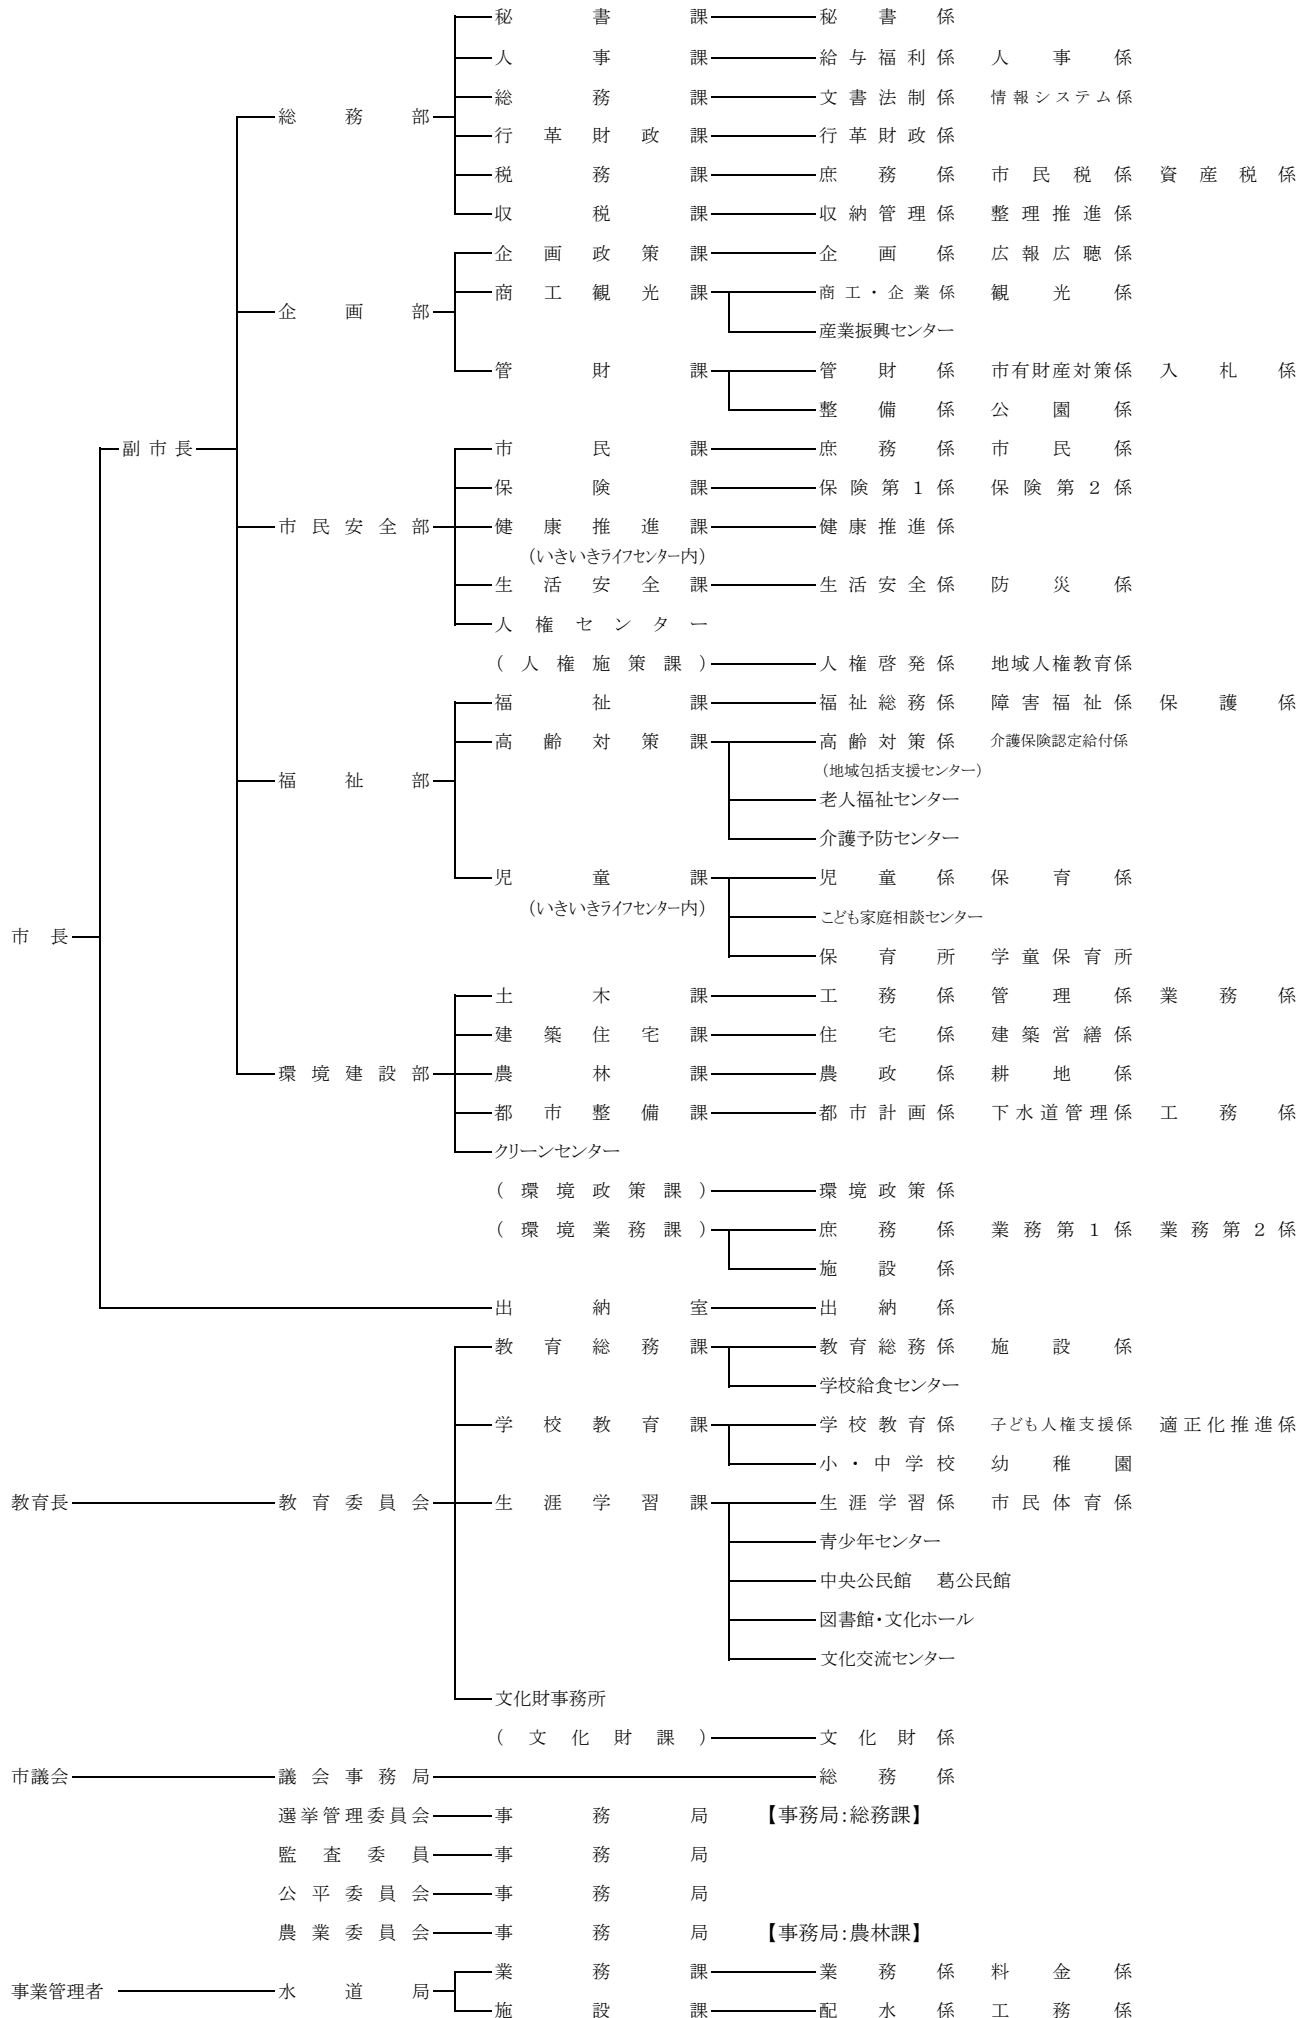 秘書課 秘書係
人事課 給与福利係 人事係
総務課 文書法制係 情報システム係
総務部
行革財政課 行革財政係
税務課 庶務係 市民税係 資産税係
収税課 収納管理係 整理推進係
企画政策課 企画係 広報広聴係
商工観光課 商工・企業係 観光係
企画部
産業振興センター
管財課 管財係 市有財産対策係 入札係
整備係 公園係
副市長 市民課 庶務係 市民係
保険課 保険第1係 保険第2係
市民安全部 健康推進課 健康推進係
(いきいきライフセンター内)
生活安全課 生活安全係 防災係
人権センター
(人権施策課) 人権啓発係 地域人権教育係
福祉課 福祉総務係 障害福祉係 保護係
高齢対策課 高齢対策係 介護保険認定給付係
(地域包括支援センター)
福祉部
老人福祉センター
介護予防センター
児童課 児童係 保育係
(いきいきライフセンター内)
こども家庭相談センター
市長
保育所 学童保育所
土木課 工務係 管理係 業務係
建築住宅課 住宅係 建築営繕係
環境建設部 農林課 農政係 耕地係
都市整備課 都市計画係 下水道管理係 工務係
クリーンセンター
(環境政策課) 環境政策係
(環境業務課) 庶務係 業務第1係 業務第2係
施設係
出納室 出納係
教育総務課 教育総務係 施設係
学校給食センター
学校教育課 学校教育係 子ども人権支援係 適正化推進係
小・中学校 幼稚園
教育長 教育委員会 生涯学習課 生涯学習係 市民体育係
青少年センター
中央公民館 葛公民館
図書館・文化ホール
文化交流センター
文化財事務所
(文化財課) 文化財係
市議会 議会事務局 総務係
選挙管理委員会 事務局 【事務局:総務課】
監査委員 事務局
公平委員会 事務局
農業委員会 事務局 【事務局:農林課】
業務課 業務係 料金係
事業管理者 水道局
施設課 配水係 工務係